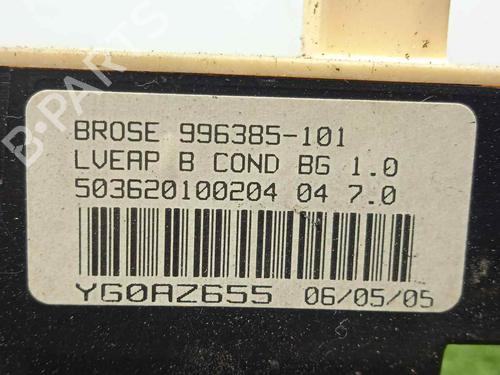 BROSE 996385-101
LVEAP B COND BG 1.0
503620100204 04 7.0
YG0AZ655 06/05/05
B-PARTS